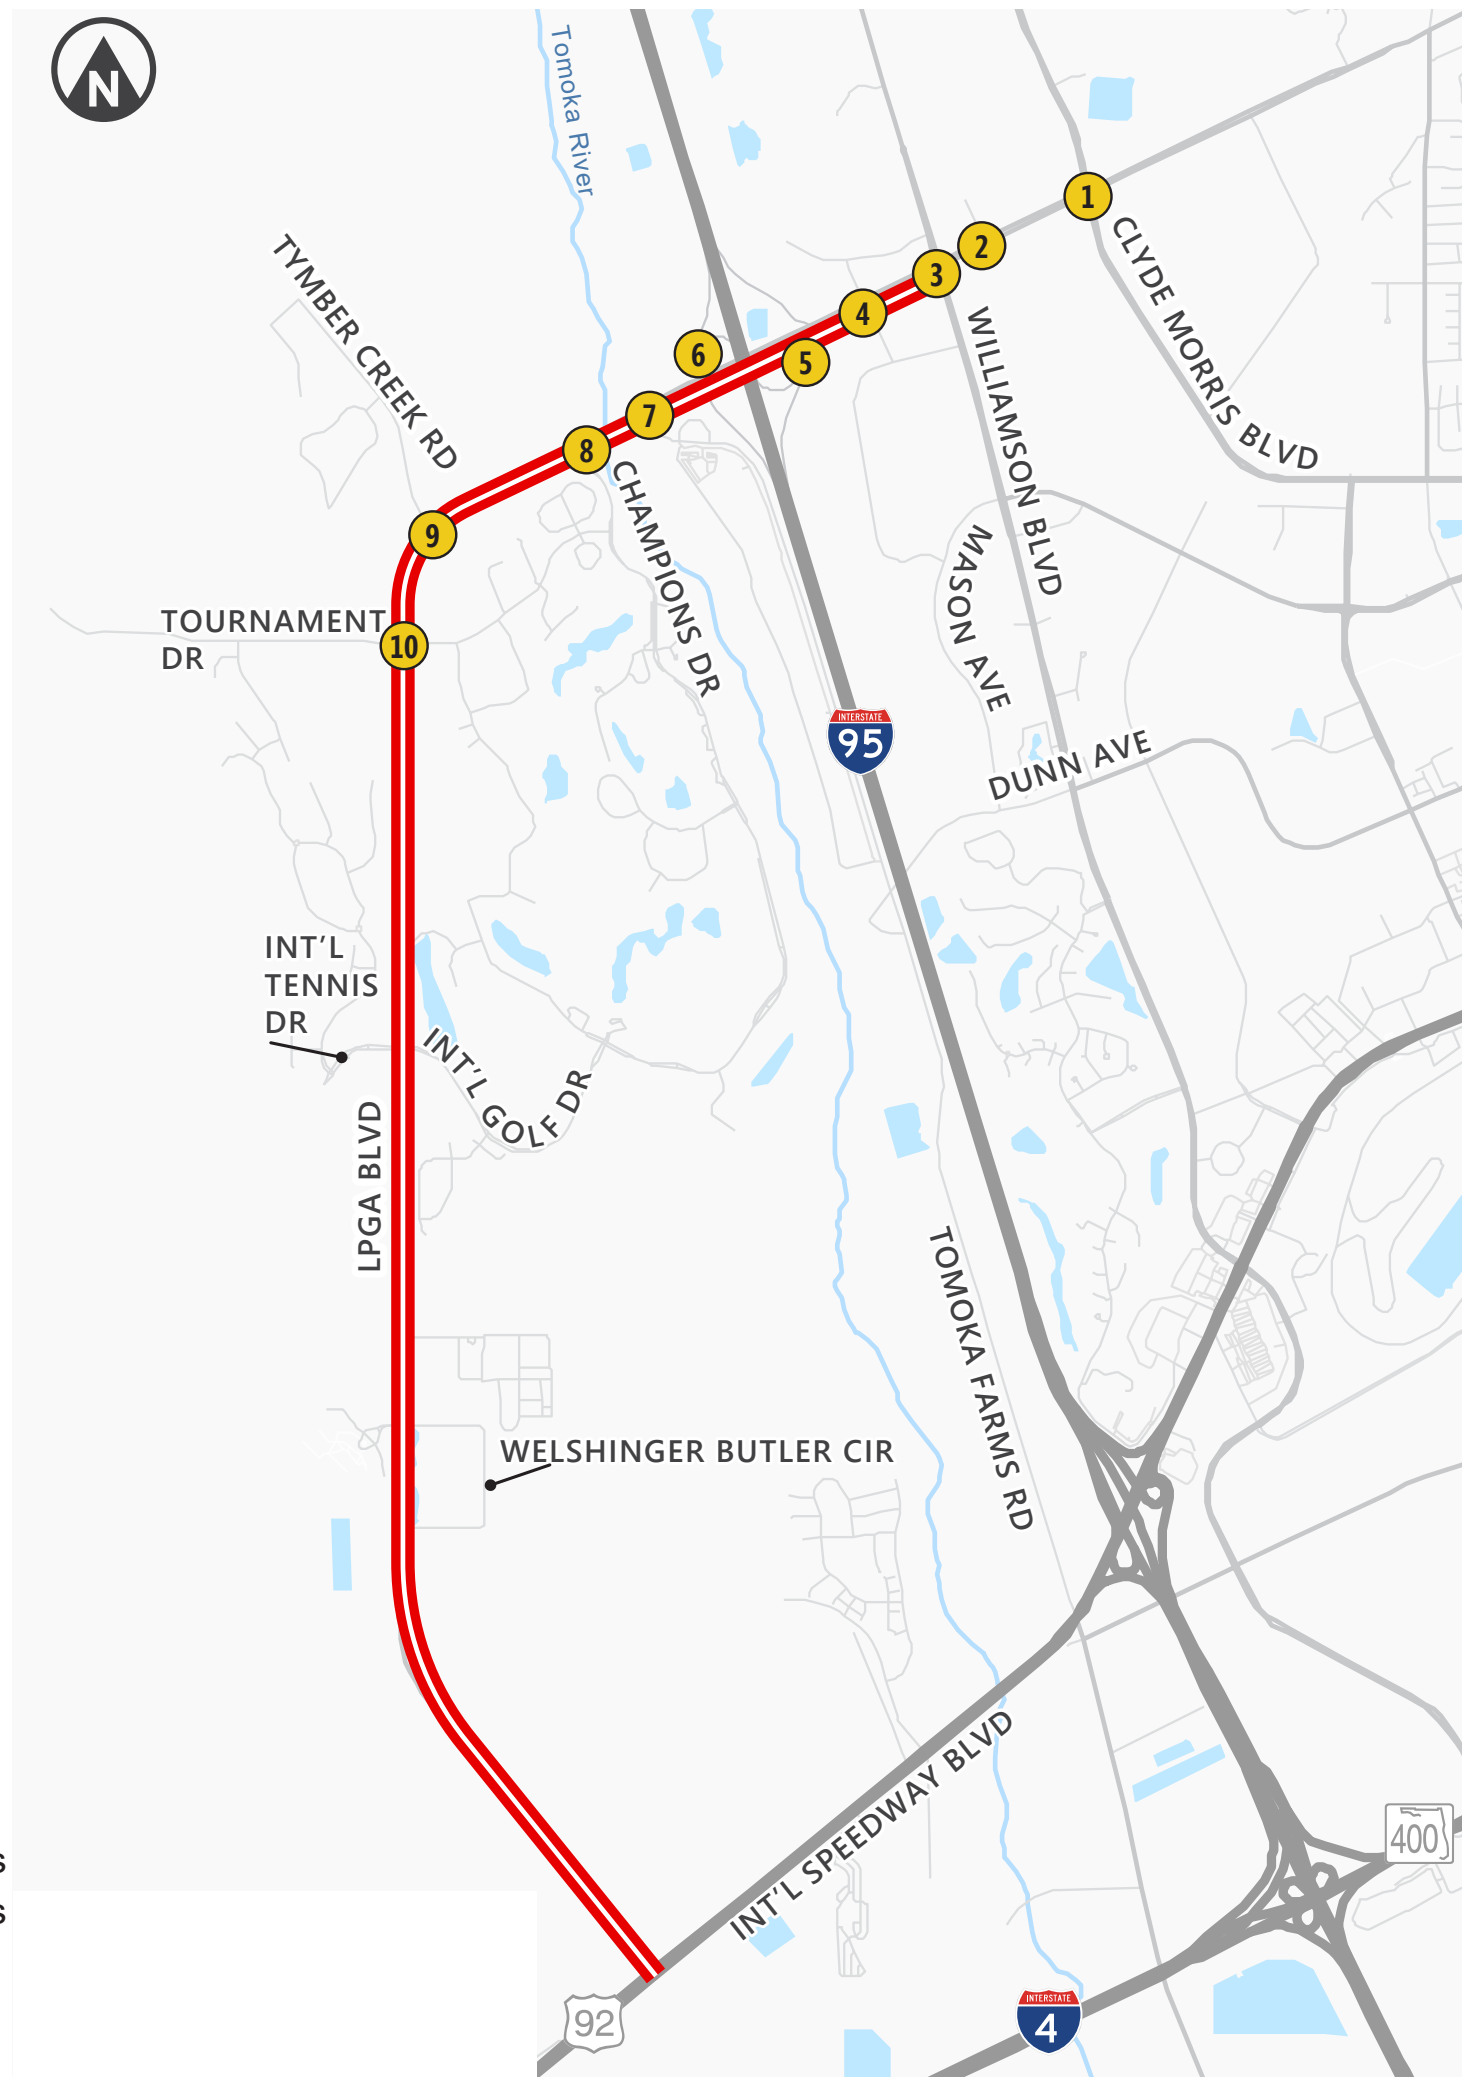 N
Tomoka River
1
2
3
4
5
6
7
8
9
10
CLYDE MORRIS BLVD
TYMBER CREEK RD
WILLIAMSON BLVD
CHAMPIONS DR
MASON AVE
TOURNAMENT
DR
INTERSTATE
95
DUNN AVE
INT'L
TENNIS
DR
INT'L GOLF DR
LPGA BLVD
TOMOKA FARMS RD
WELSHINGER BUTLER CIR
INT'L SPEEDWAY BLVD
400
s
s
92
INTERSTATE
4